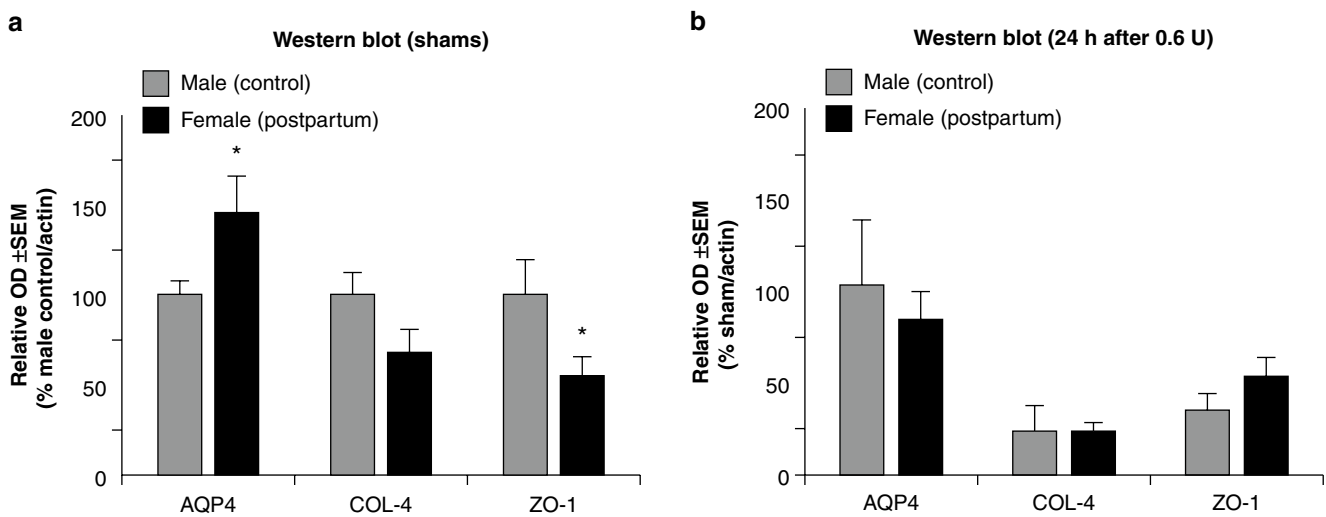 a
Western blot (shams)
Male (control)
Female (postpartum)
Relative OD ±SEM
(% male control/actin)
200
150
100
50
0
*
*
AQP4
COL-4
ZO-1
b
Western blot (24 h after 0.6 U)
Male (control)
Female (postpartum)
Relative OD ±SEM
(% sham/actin)
200
150
100
50
0
AQP4
COL-4
ZO-1